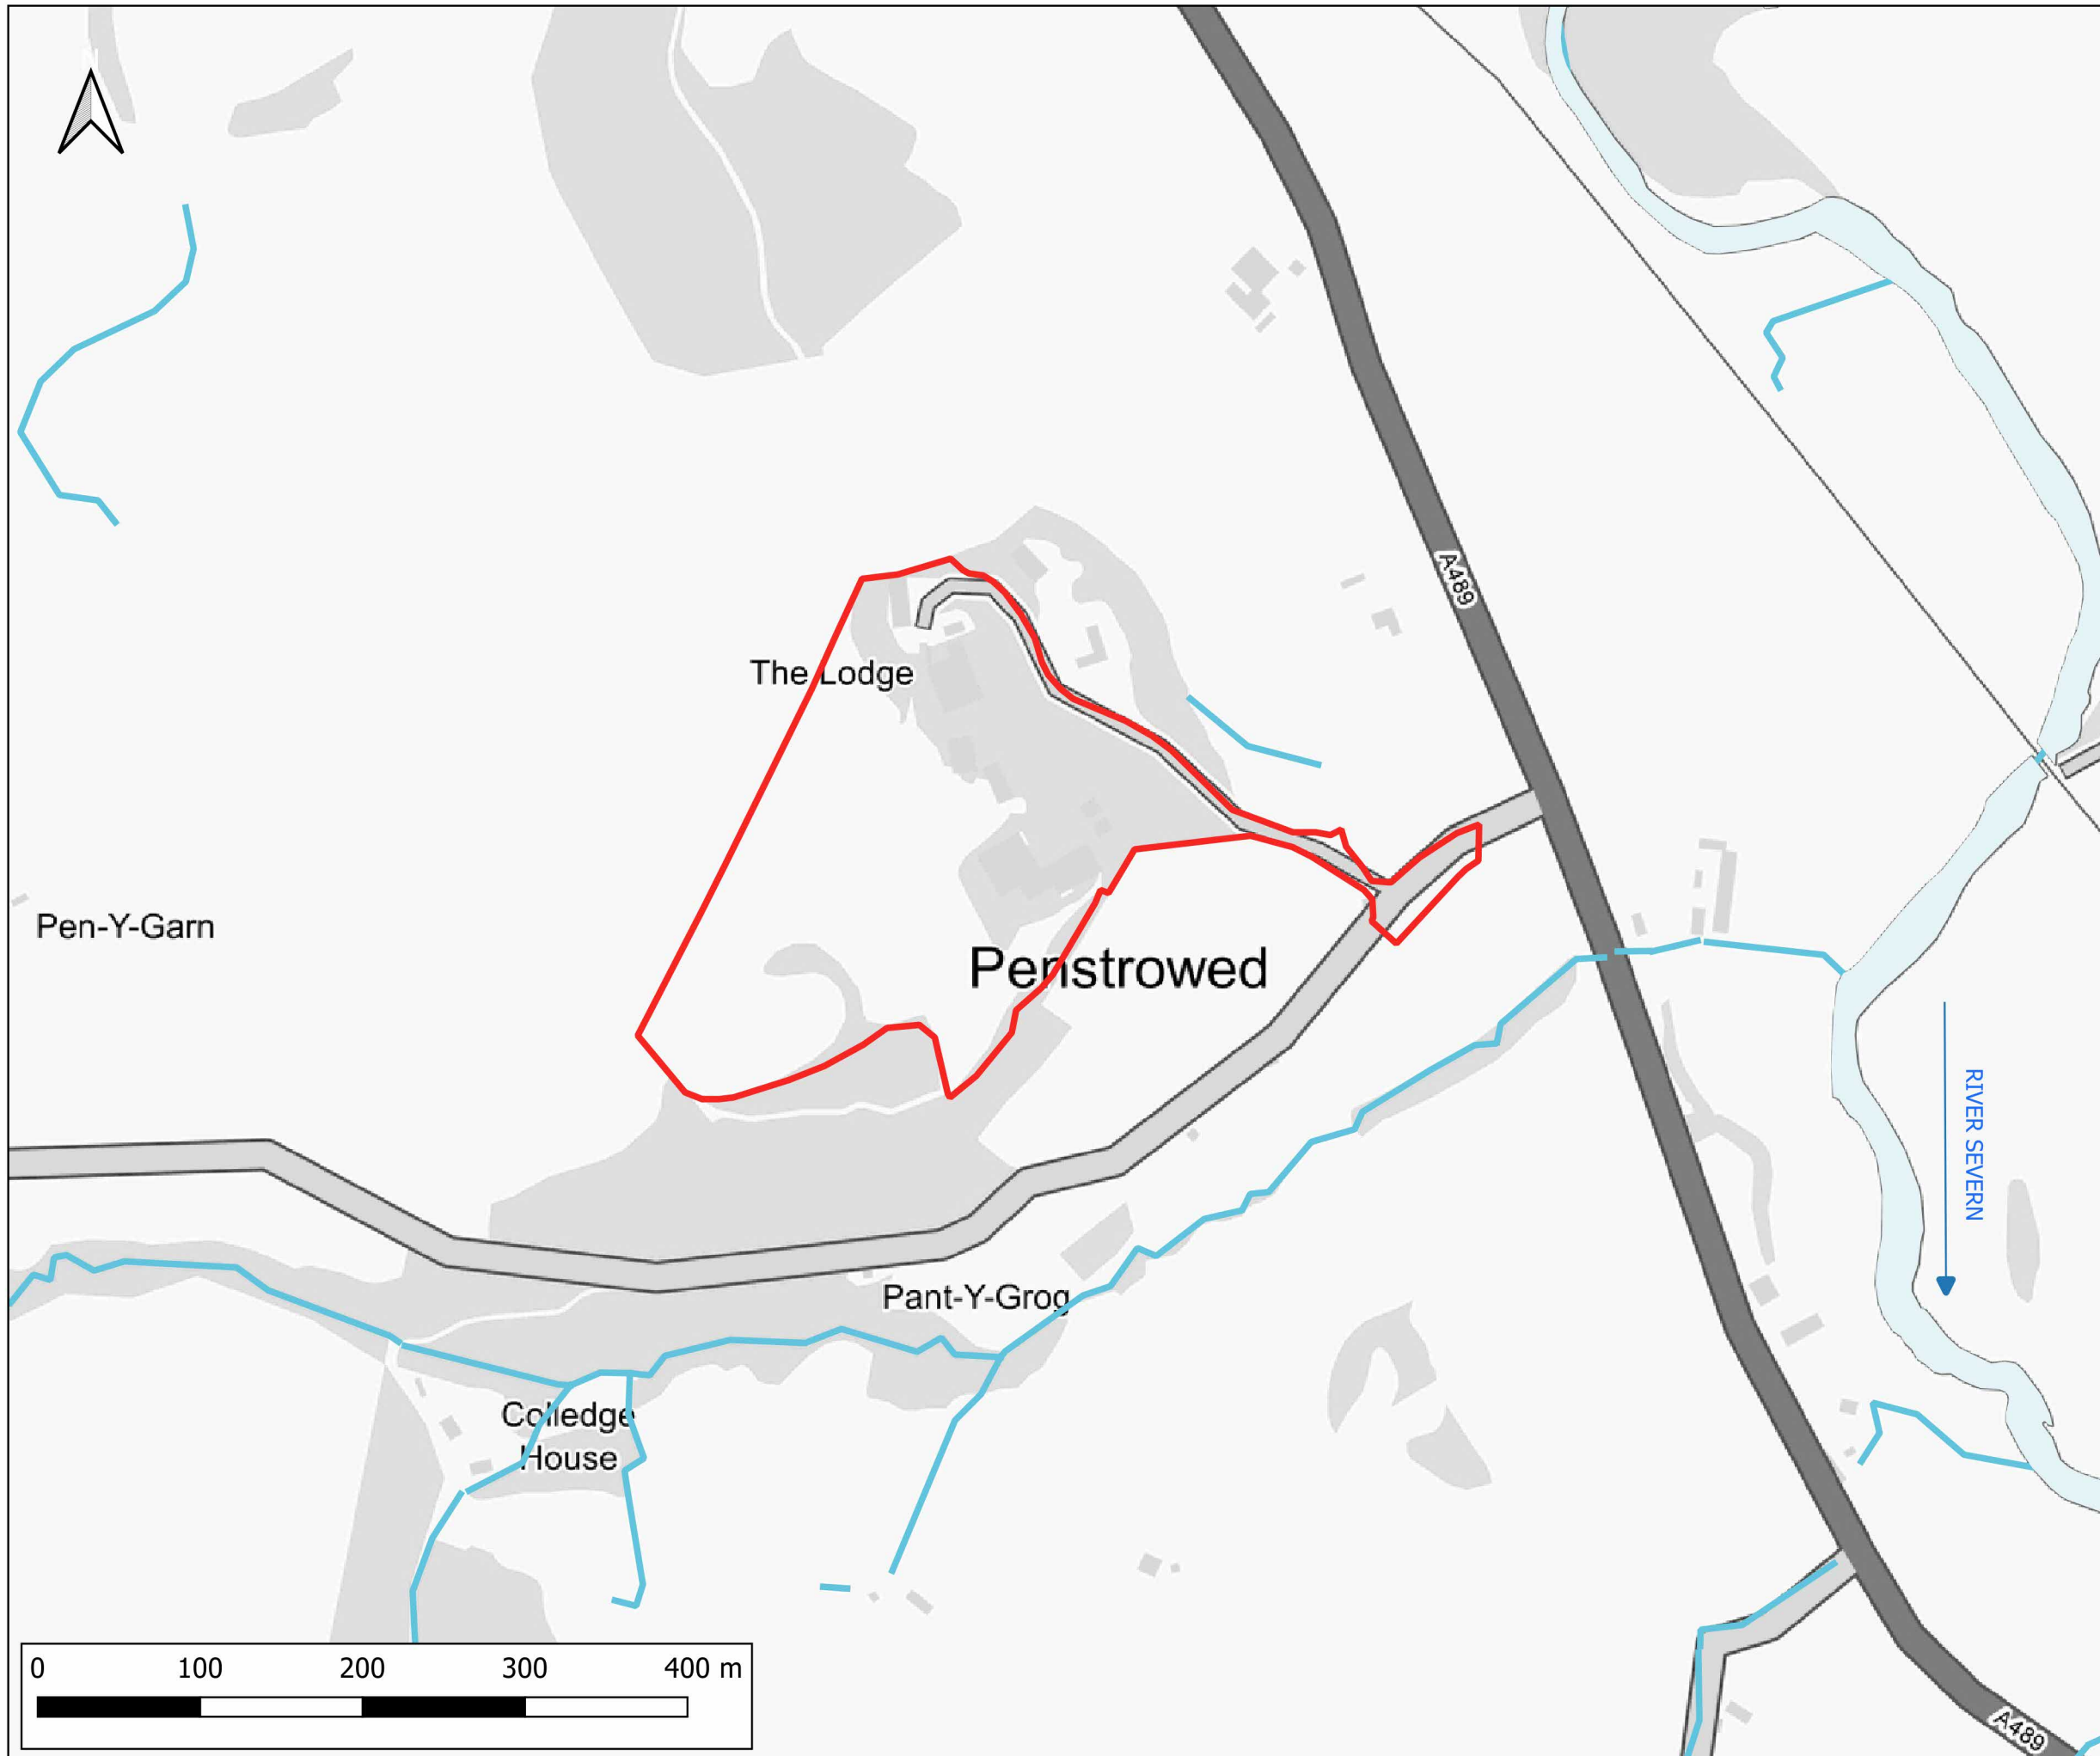 N
A489
The Lodge
Pen-Y-Garn
Penstrowed
RIVER SEVERN
Pant-Y-Grog
Colledge
House
0 100 200 300 400 m
A489